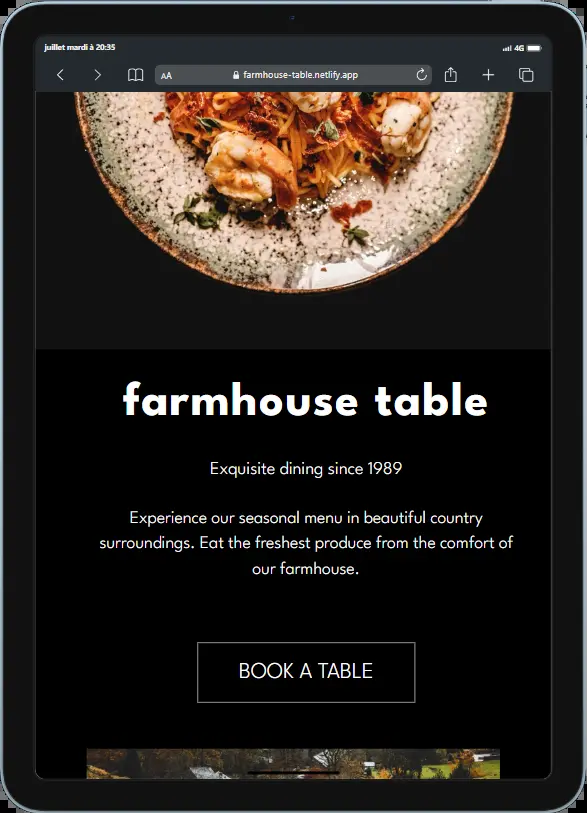 juillet mardi à 20:35
4G
AA
farmhouse-table.netlify.app
farmhouse table
Exquisite dining since 1989
Experience our seasonal menu in beautiful country
surroundings. Eat the freshest produce from the comfort of
our farmhouse.
BOOK A TABLE